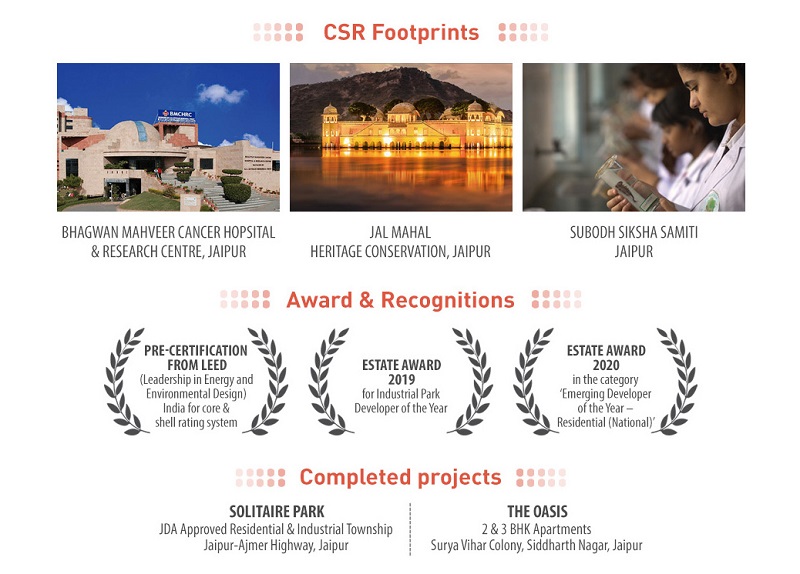 CSR Footprints
BMCHRC
BHAGWAN MAHVEER CANCER HOPSITAL
& RESEARCH CENTRE, JAIPUR
JAL MAHAL
HERITAGE CONSERVATION, JAIPUR
SUBODH SIKSHA SAMITI
JAIPUR
Award & Recognitions
PRE-CERTIFICATION
FROM LEED
(Leadership in Energy and
Environmental Design)
India for core &
shell rating system
ESTATE AWARD
2019
for Industrial Park
Developer of the Year
ESTATE AWARD
2020
in the category
'Emerging Developer
of the Year –
Residential (National)'
Completed projects
SOLITAIRE PARK
JDA Approved Residential & Industrial Township
Jaipur-Ajmer Highway, Jaipur
THE OASIS
2 & 3 BHK Apartments
Surya Vihar Colony, Siddharth Nagar, Jaipur